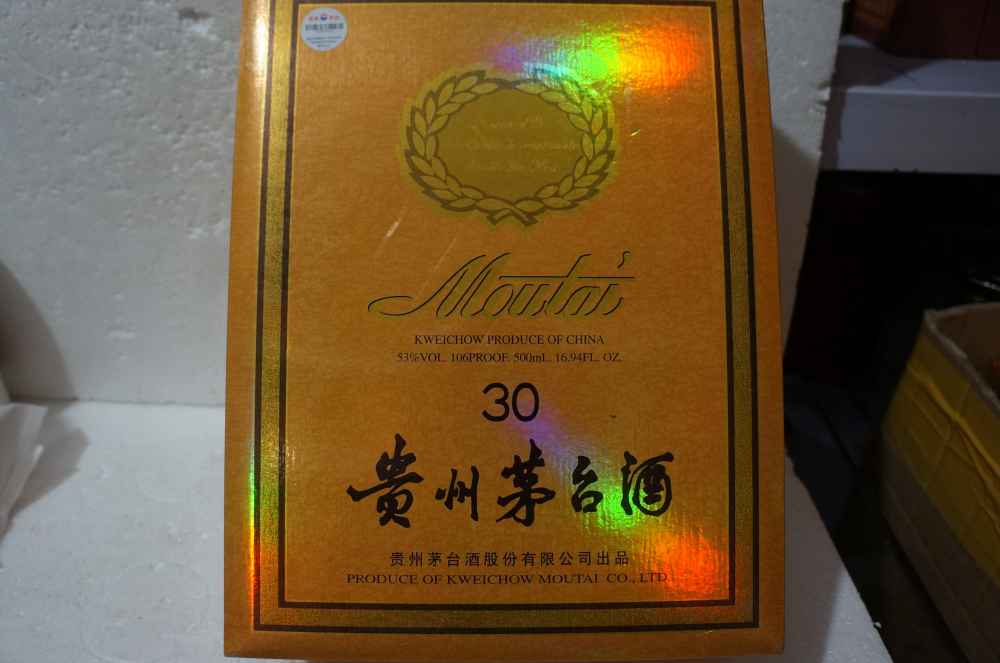 Moutai
KWEICHOW PRODUCE OF CHINA
53%VOL. 106PROOF. 500mL. 16.94FL. OZ.
30
贵州茅台酒
贵州茅台酒股份有限公司出品
PRODUCE OF KWEICHOW MOUTAI CO., LTD